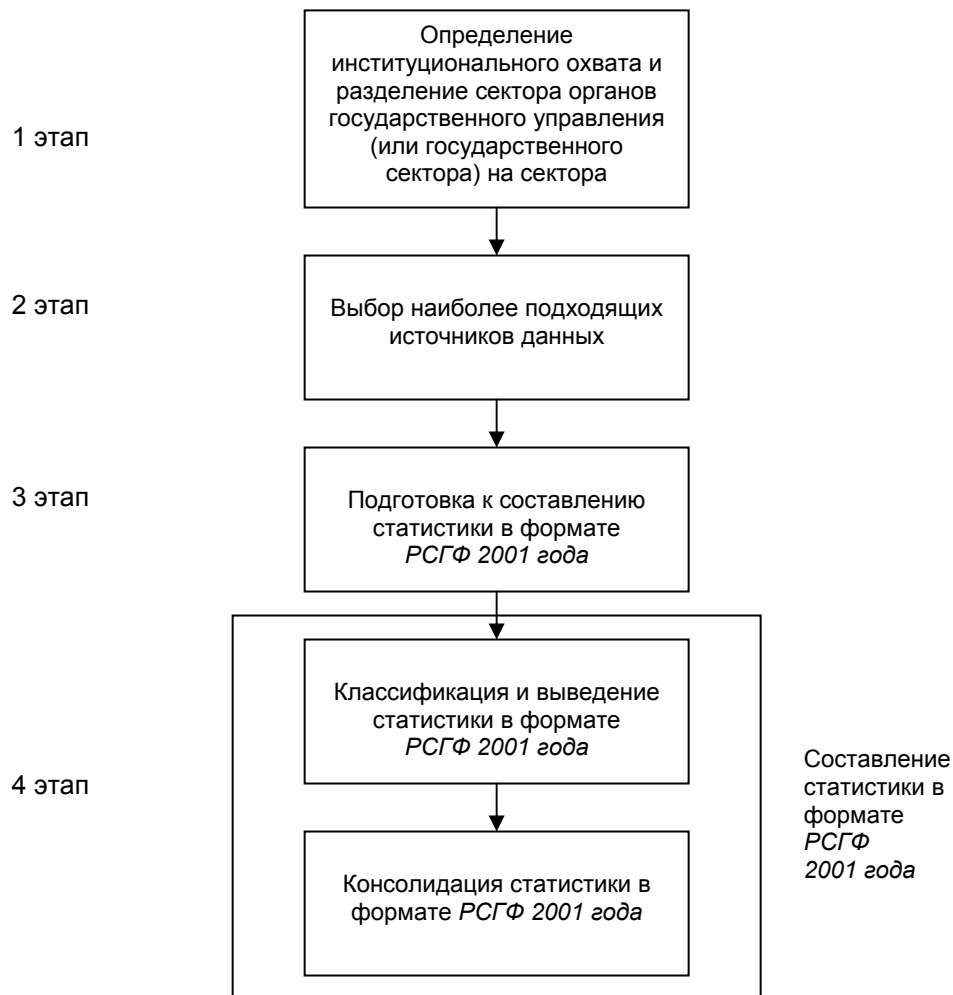 Определение
институционального охвата и
разделение сектора органов
государственного управления
(или государственного
сектора) на сектора
1 этап
2 этап
Выбор наиболее подходящих
источников данных
3 этап
Подготовка к составлению
статистики в формате
РСГФ 2001 года
Классификация и выведение
статистики в формате
РСГФ 2001 года
4 этап
Составление
статистики в
формате
РСГФ
2001 года
Консолидация статистики в
формате РСГФ 2001 года